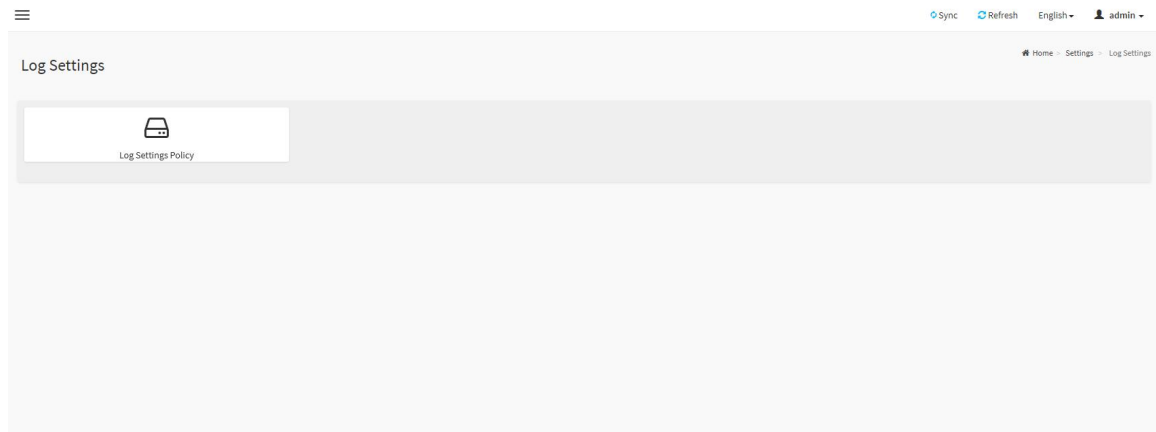 Sync Refresh English admin
Home > Settings > Log Settings
Log Settings
Log Settings Policy